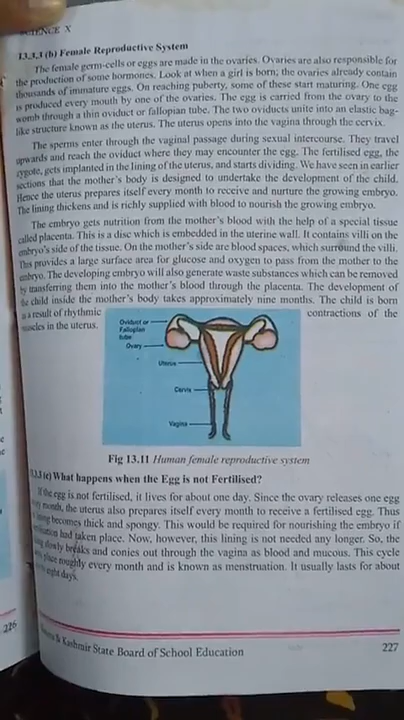 SCIENCE X
13.3.3 (b) Female Reproductive System
The female germ-cells or eggs are made in the ovaries. Ovaries are also responsible for
the production of some hormones. Look at when a girl is born; the ovaries already contain
thousands of immature eggs. On reaching puberty, some of these start maturing. One egg
is produced every mouth by one of the ovaries. The egg is carried from the ovary to the
womb through a thin oviduct or fallopian tube. The two oviducts unite into an elastic bag-
like structure known as the uterus. The uterus opens into the vagina through the cervix.
The sperms enter through the vaginal passage during sexual intercourse. They travel
upwards and reach the oviduct where they may encounter the egg. The fertilised egg, the
zygote, gets implanted in the lining of the uterus, and starts dividing. We have seen in earlier
sections that the mother's body is designed to undertake the development of the child.
Hence the uterus prepares itself every month to receive and nurture the growing embryo.
The lining thickens and is richly supplied with blood to nourish the growing embryo.
The embryo gets nutrition from the mother's blood with the help of a special tissue
called placenta. This is a disc which is embedded in the uterine wall. It contains villi on the
embryo's side of the tissue. On the mother's side are blood spaces, which surround the villi.
This provides a large surface area for glucose and oxygen to pass from the mother to the
embryo. The developing embryo will also generate waste substances which can be removed
by transferring them into the mother's blood through the placenta. The development of
the child inside the mother's body takes approximately nine months. The child is born
as a result of rhythmic contractions of the
muscles in the uterus.
Oviduct or
Fallopian
tube
Ovary
Uterus
Cervix
Vagina
Fig 13.11 Human female reproductive system
13.3.3 (c) What happens when the Egg is not Fertilised?
If the egg is not fertilised, it lives for about one day. Since the ovary releases one egg
every month, the uterus also prepares itself every month to receive a fertilised egg. Thus
lining becomes thick and spongy. This would be required for nourishing the embryo if
had taken place. Now, however, this lining is not needed any longer. So, the
lining slowly breaks and conies out through the vagina as blood and mucous. This cycle
place roughly every month and is known as menstruation. It usually lasts for about
eight days.
226
& Kashmir State Board of School Education
227